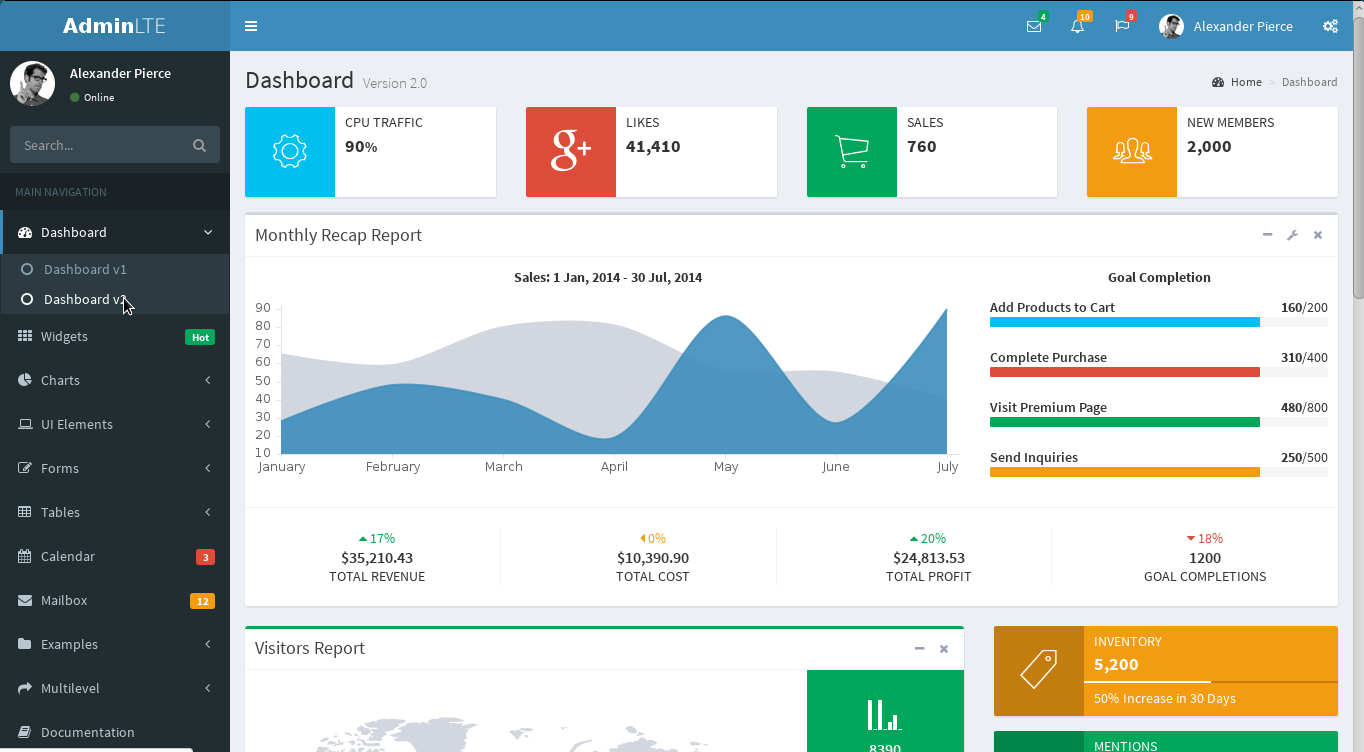 AdminLTE
4
10
9
Alexander Pierce
Alexander Pierce
Online
Search...
MAIN NAVIGATION
Dashboard
Dashboard v1
Dashboard v2
Widgets
Hot
Charts
UI Elements
Forms
Tables
Calendar
3
Mailbox
12
Examples
Multilevel
Documentation
Dashboard Version 2.0
Home > Dashboard
CPU TRAFFIC
90%
g+
LIKES
41,410
SALES
760
NEW MEMBERS
2,000
Monthly Recap Report
Sales: 1 Jan, 2014 - 30 Jul, 2014
90
80
70
60
50
40
30
20
10
January February March April May June July
Goal Completion
Add Products to Cart 160/200
Complete Purchase 310/400
Visit Premium Page 480/800
Send Inquiries 250/500
17%
$35,210.43
TOTAL REVENUE
0%
$10,390.90
TOTAL COST
20%
$24,813.53
TOTAL PROFIT
18%
1200
GOAL COMPLETIONS
Visitors Report
8390
INVENTORY
5,200
50% Increase in 30 Days
MENTIONS